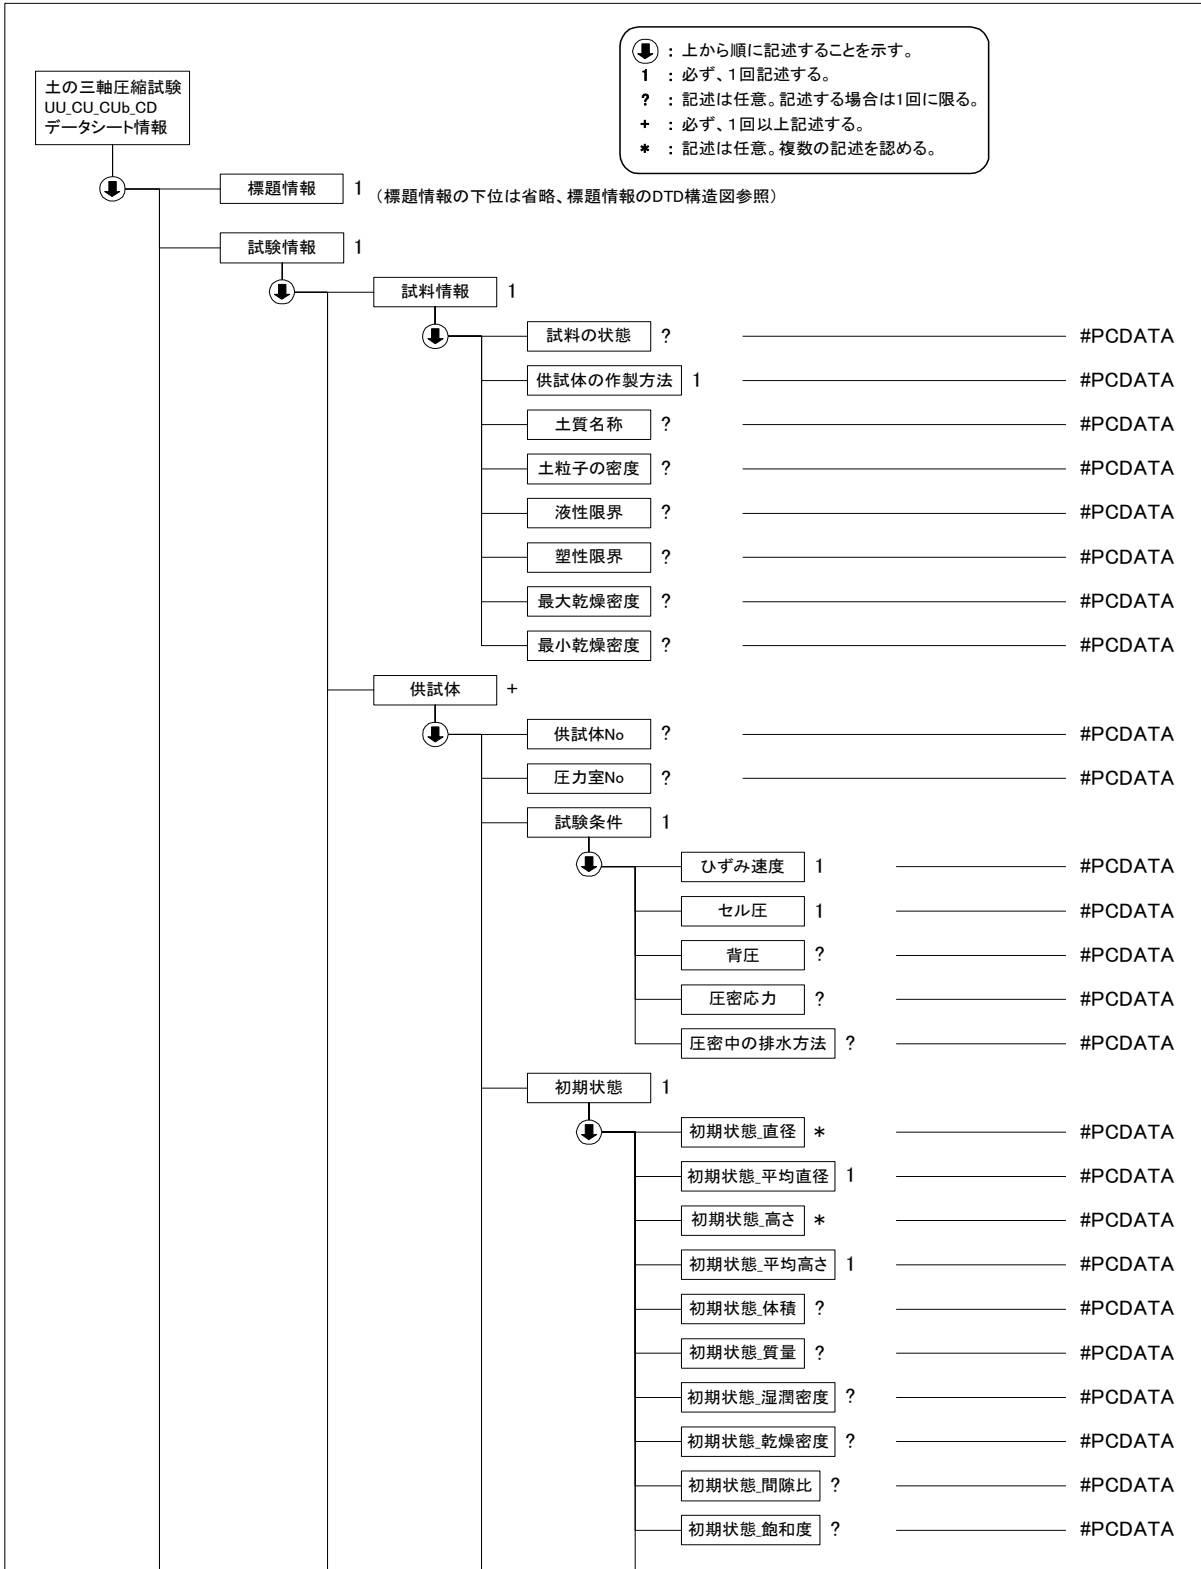 : 上から順に記述することを示す。
1 : 必ず、1回記述する。
? : 記述は任意。記述する場合は1回に限る。
+ : 必ず、1回以上記述する。
* : 記述は任意。複数の記述を認める。
土の三軸圧縮試験
UU_CU_CUb_CD
データシート情報
標題情報 1 (標題情報の下位は省略、標題情報のDTD構造図参照)
試験情報 1
試料情報 1
試料の状態 ? #PCDATA
供試体の作製方法 1 #PCDATA
土質名称 ? #PCDATA
土粒子の密度 ? #PCDATA
液性限界 ? #PCDATA
塑性限界 ? #PCDATA
最大乾燥密度 ? #PCDATA
最小乾燥密度 ? #PCDATA
供試体 +
供試体No ? #PCDATA
圧力室No ? #PCDATA
試験条件 1
ひずみ速度 1 #PCDATA
セル圧 1 #PCDATA
背圧 ? #PCDATA
圧密応力 ? #PCDATA
圧密中の排水方法 ? #PCDATA
初期状態 1
初期状態_直径 * #PCDATA
初期状態_平均直径 1 #PCDATA
初期状態_高さ * #PCDATA
初期状態_平均高さ 1 #PCDATA
初期状態_体積 ? #PCDATA
初期状態_質量 ? #PCDATA
初期状態_湿潤密度 ? #PCDATA
初期状態_乾燥密度 ? #PCDATA
初期状態_間隙比 ? #PCDATA
初期状態_飽和度 ? #PCDATA